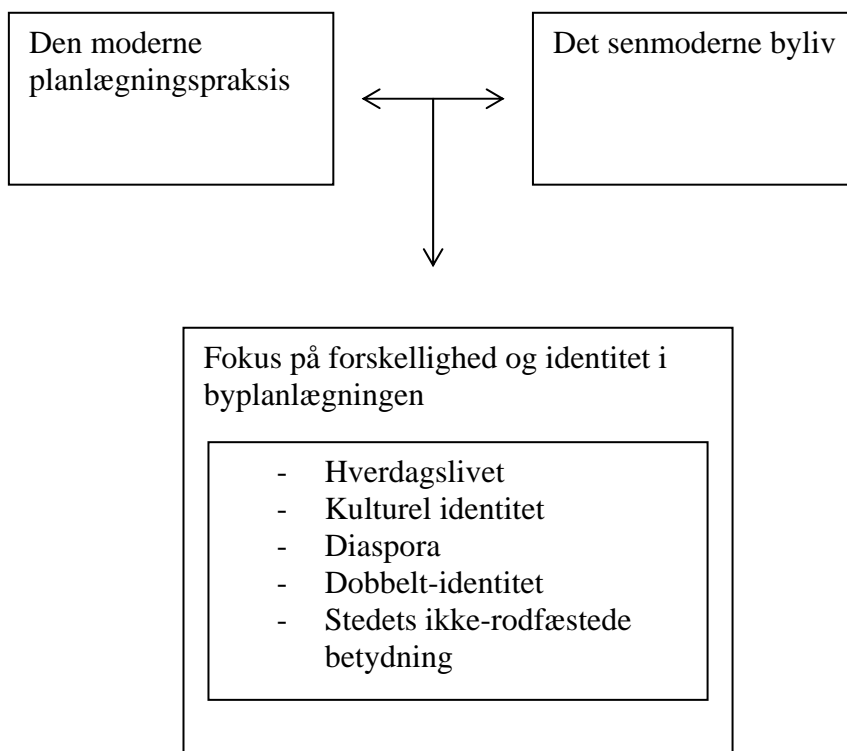 Den moderne
planlægningspraksis
Det senmoderne byliv
Fokus på forskellighed og identitet i
byplanlægningen
- Hverdagslivet
- Kulturel identitet
- Diaspora
- Dobbelt-identitet
- Stedets ikke-rodfæstede
betydning